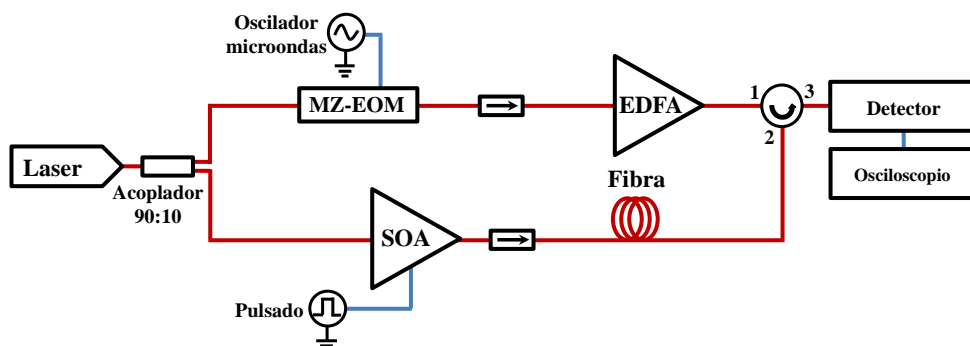 Oscilador
microondas
MZ-EOM
EDFA
1
3
2
Detector
Osciloscopio
Laser
Acoplador
90:10
Fibra
SOA
Pulsado